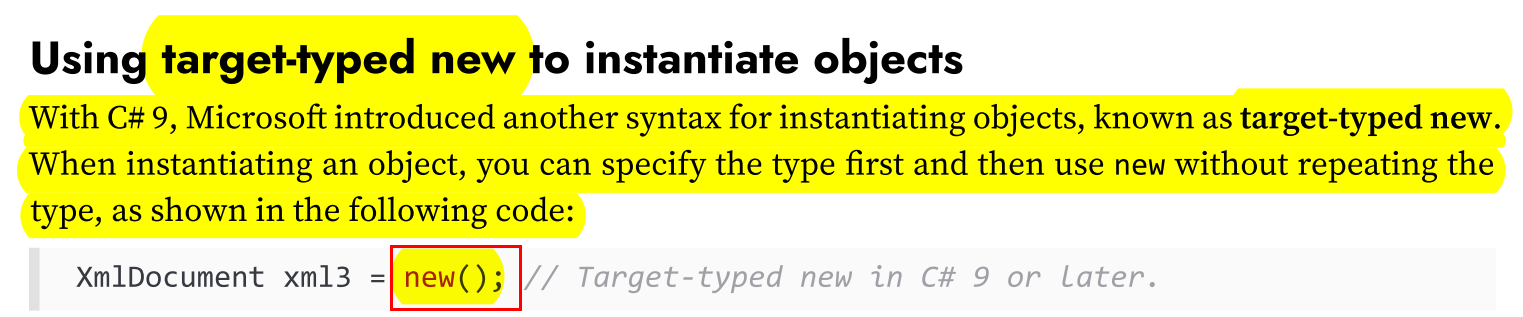 Using target-typed new to instantiate objects
With C# 9, Microsoft introduced another syntax for instantiating objects, known as target-typed new.
When instantiating an object, you can specify the type first and then use new without repeating the
type, as shown in the following code:
XmlDocument xml3 = new(); // Target-typed new in C# 9 or later.